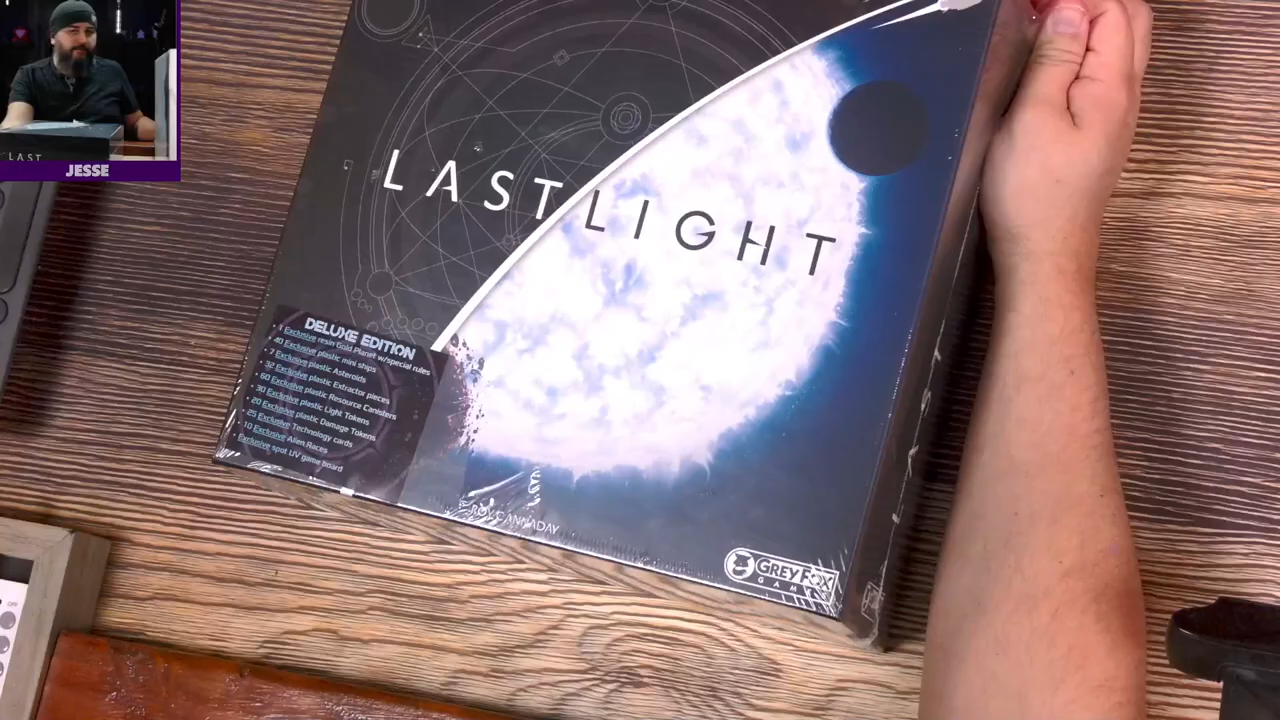 LAST
JESSE
LAST LIGHT
DELUXE EDITION
• 1 Exclusive resin Gold Planet w/special rules
• 40 Exclusive plastic mini ships
• 7 Exclusive plastic Asteroids
• 32 Exclusive plastic Extractor pieces
• 60 Exclusive plastic Resource Canisters
• 30 Exclusive plastic Light Tokens
• 20 Exclusive plastic Damage Tokens
• 25 Exclusive Technology cards
• 10 Exclusive Alien Races
• Exclusive spot UV game board
ROY CANNADAY
GREY FOX
GAMES
OFF